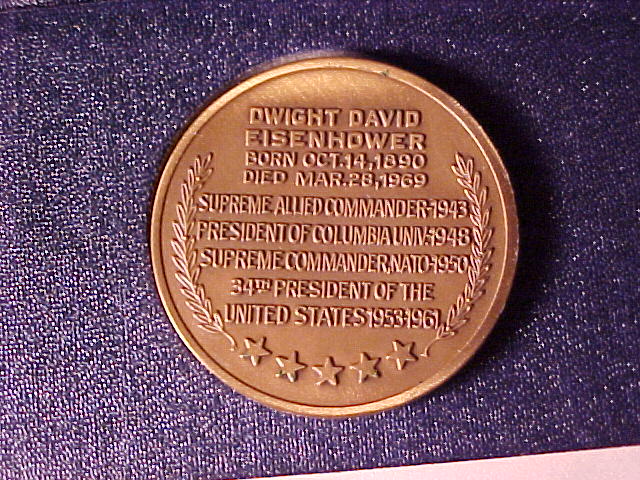 DWIGHT DAVID
EISENHOWER
BORN OCT.14,1890
DIED MAR.28,1969
SUPREME ALLIED COMMANDER-1943
PRESIDENT OF COLUMBIA UNIV.-1948
SUPREME COMMANDER,NATO-1950
34TH PRESIDENT OF THE
UNITED STATES 1953-1961